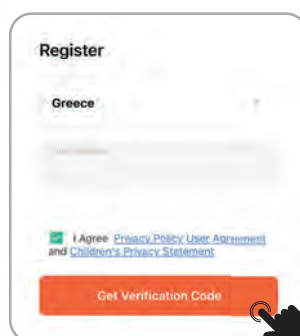 Register
Greece
I Agree Privacy Policy User Agreement
and Children's Privacy Statement
Get Verification Code